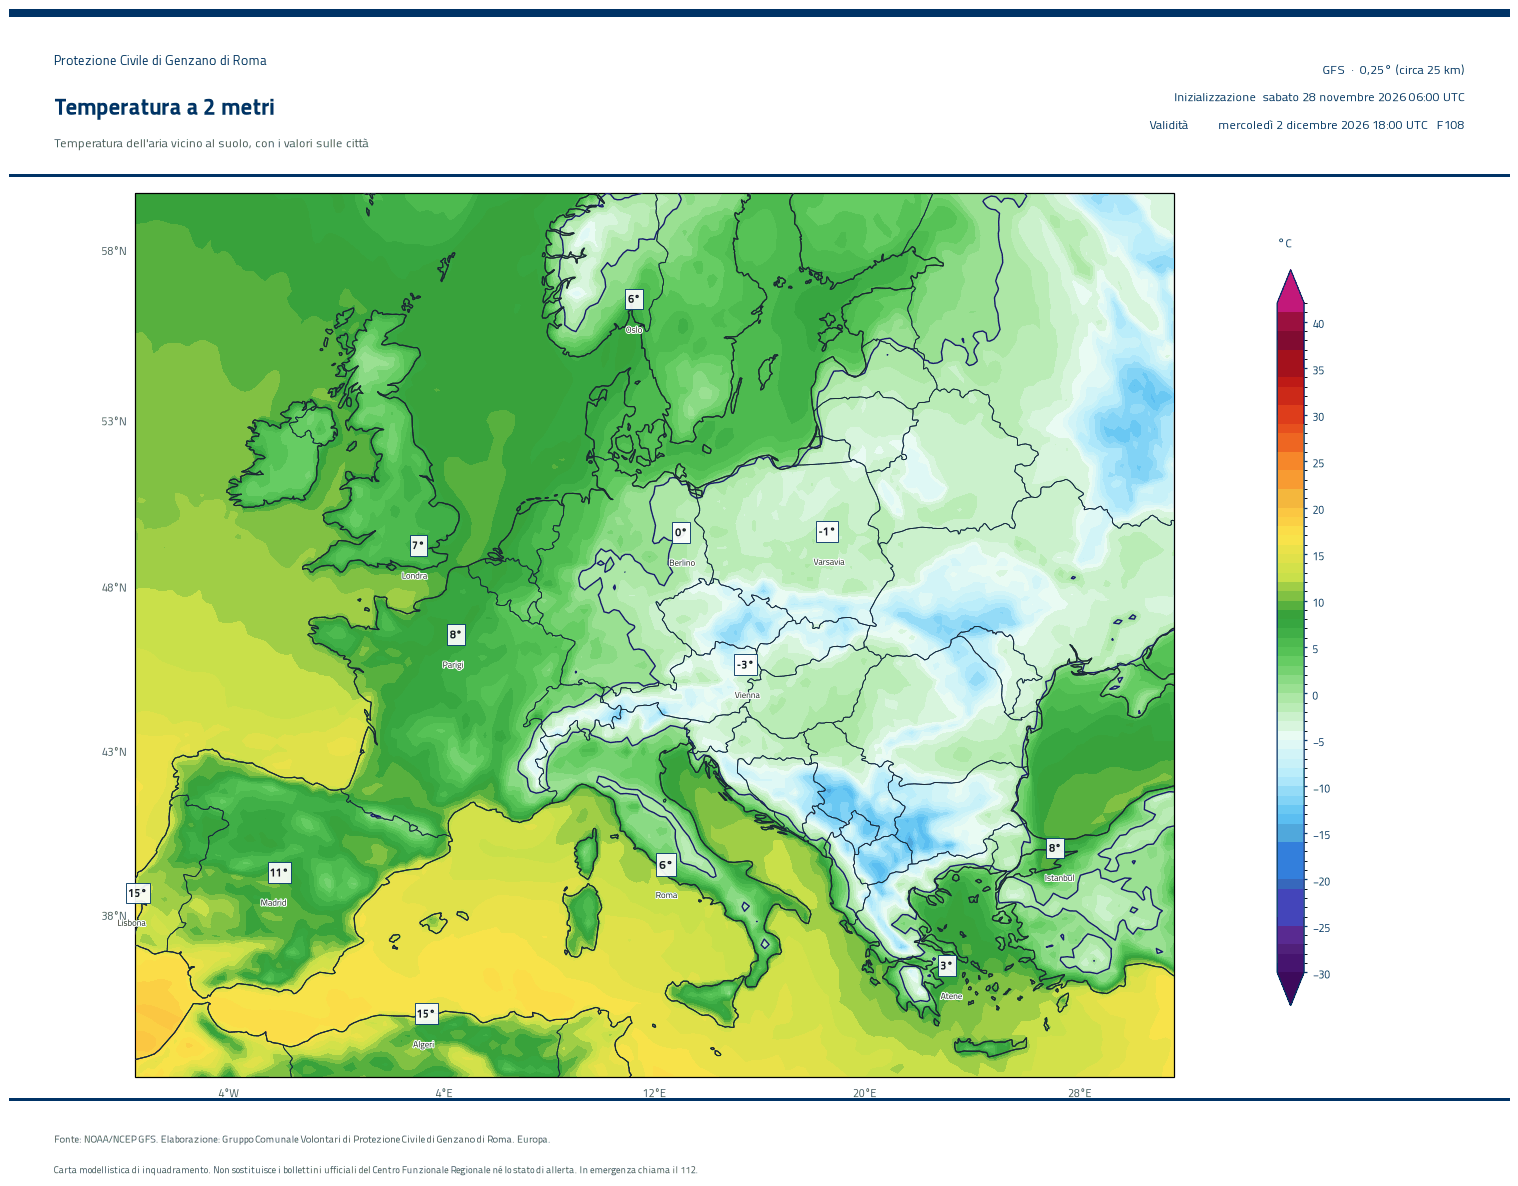 Protezione Civile di Genzano di Roma
Temperatura a 2 metri
Temperatura dell'aria vicino al suolo, con i valori sulle città
GFS · 0,25° (circa 25 km)
Inizializzazione sabato 28 novembre 2026 06:00 UTC
Validità mercoledì 2 dicembre 2026 18:00 UTC F108
°C
58°N
53°N
48°N
43°N
38°N
4°W
4°E
12°E
20°E
28°E
6°
Oslo
7°
Londra
0°
Berlino
-1°
Varsavia
8°
Parigi
-3°
Vienna
11°
Madrid
15°
Lisbona
6°
Roma
8°
Istanbul
3°
Atene
15°
Algeri
40
35
30
25
20
15
10
5
0
−5
−10
−15
−20
−25
−30
Fonte: NOAA/NCEP GFS. Elaborazione: Gruppo Comunale Volontari di Protezione Civile di Genzano di Roma. Europa.
Carta modellistica di inquadramento. Non sostituisce i bollettini ufficiali del Centro Funzionale Regionale né lo stato di allerta. In emergenza chiama il 112.